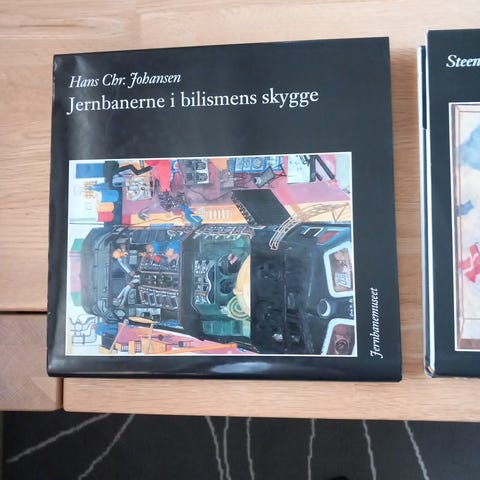 Hans Chr. Johansen
Jernbanerne i bilismens skygge
Jernbanemuseet
Steen